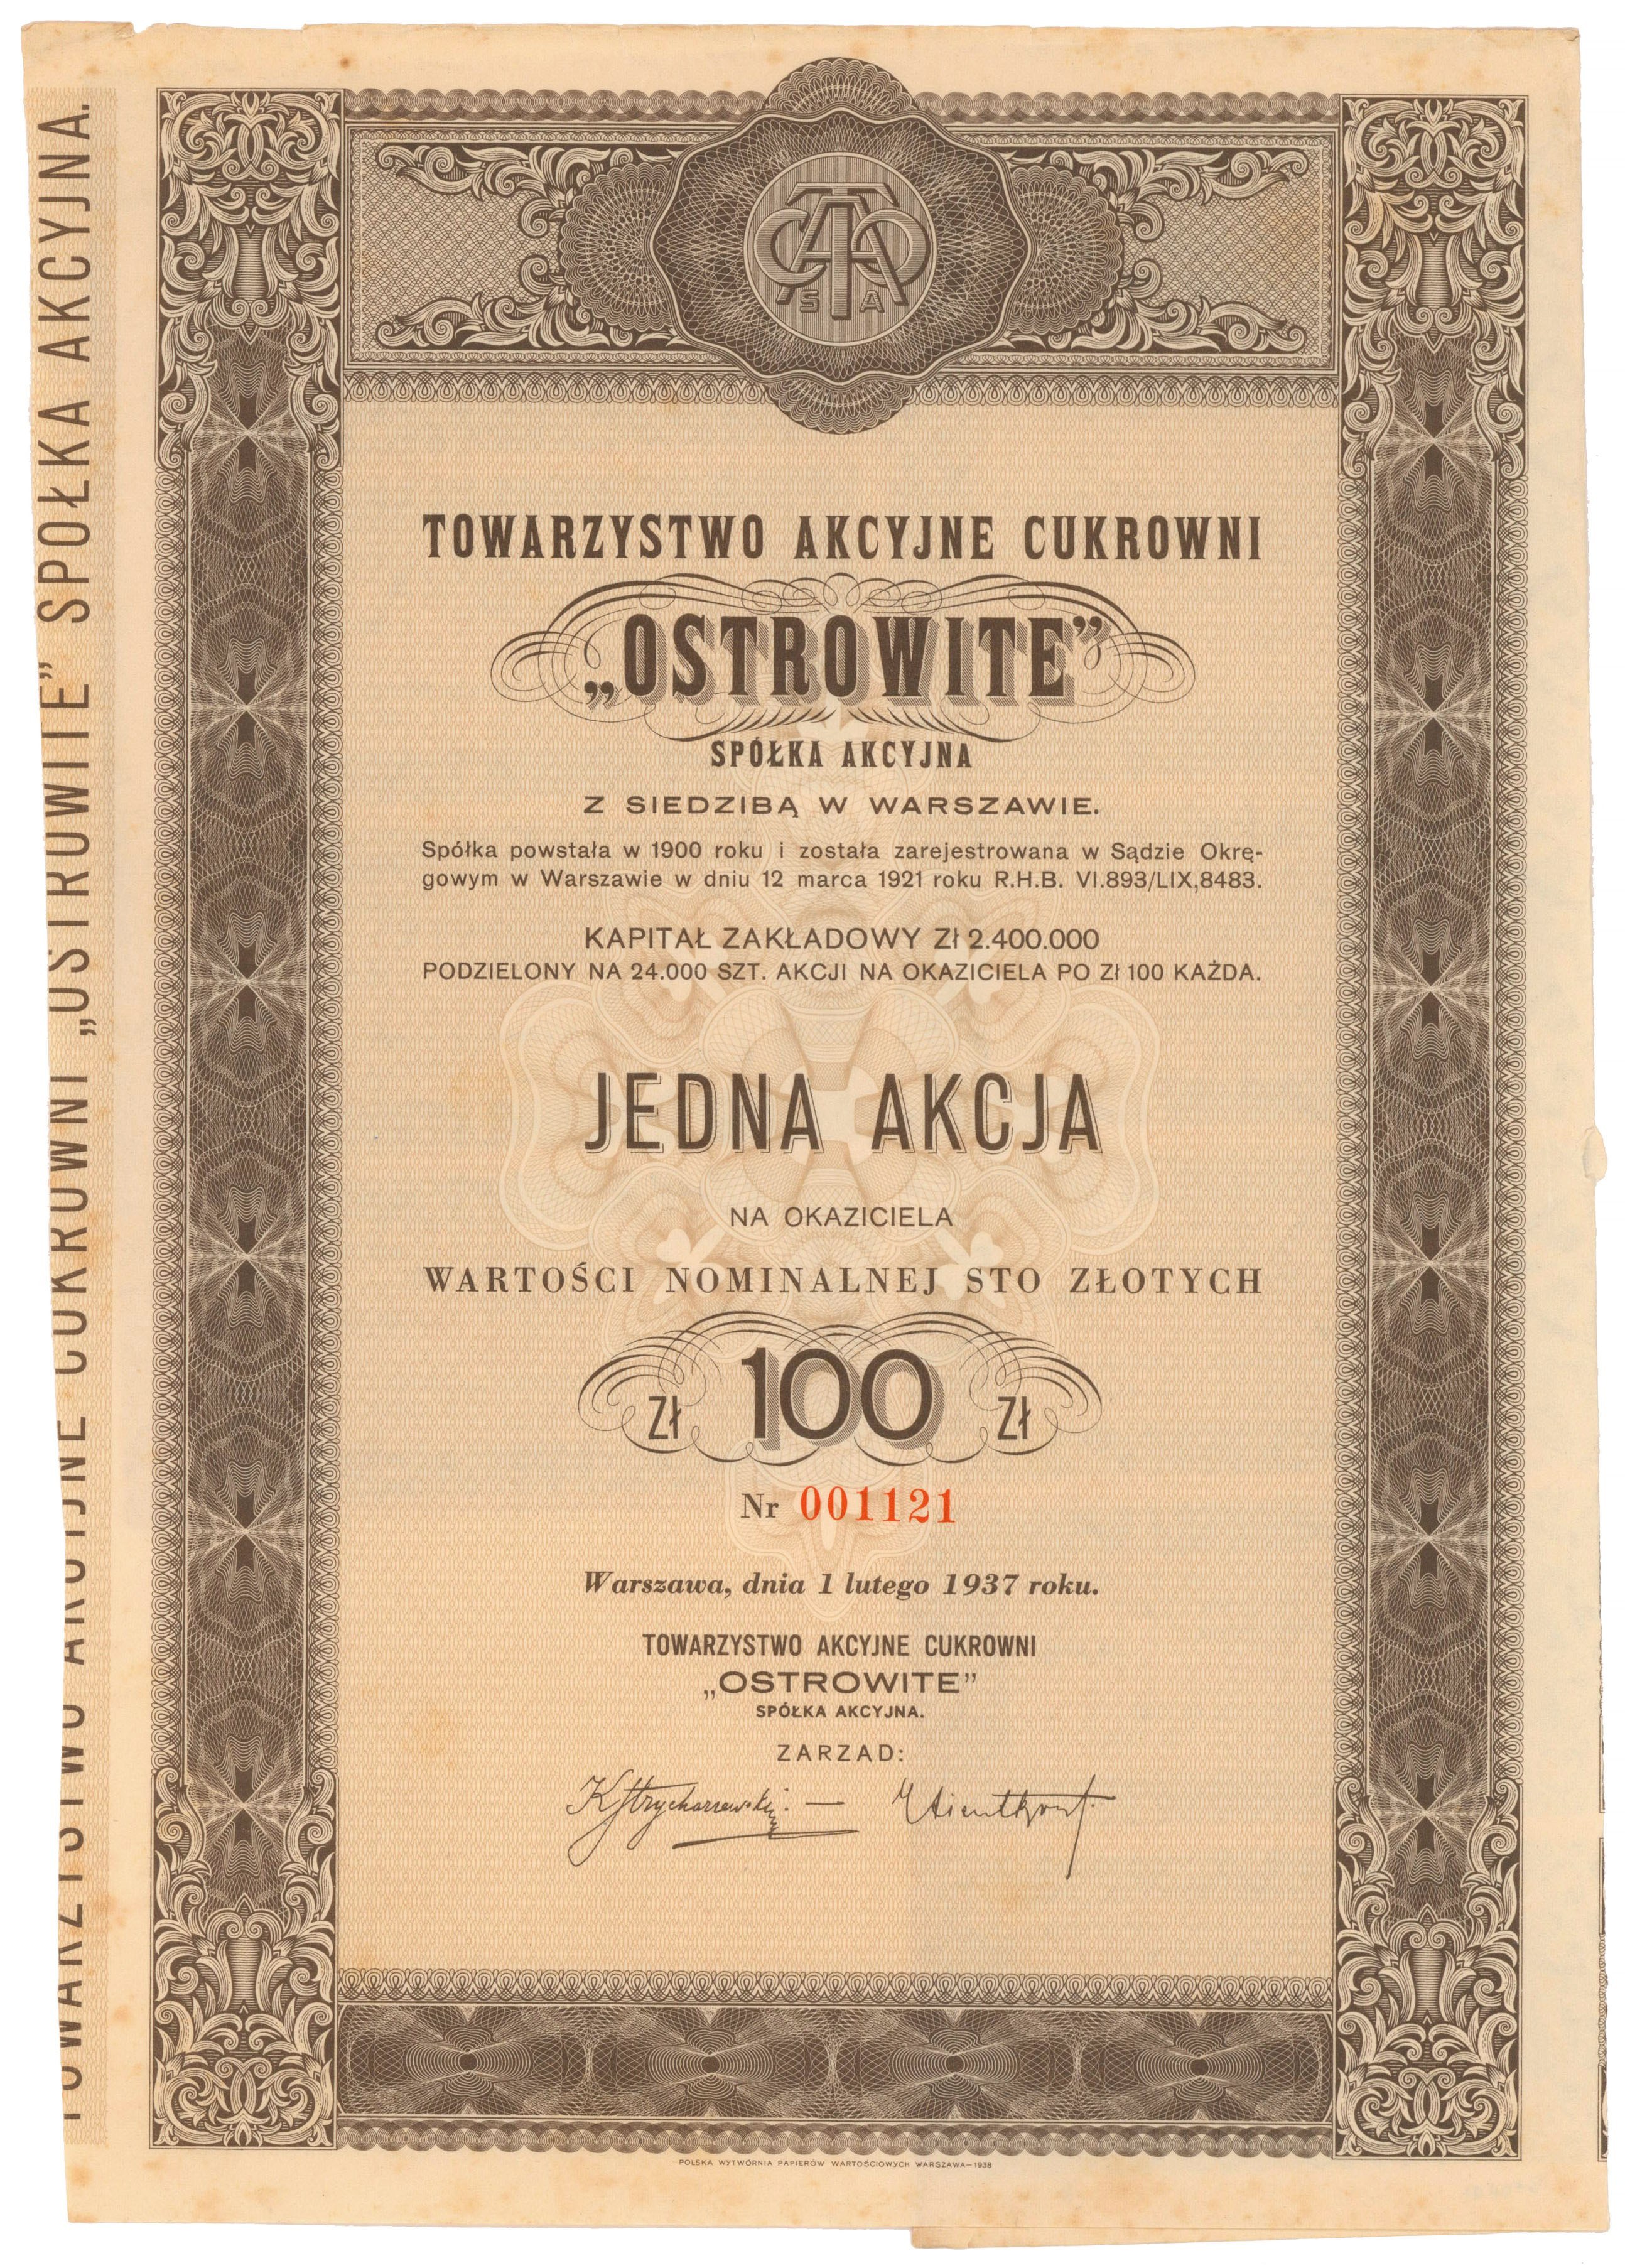 TOWARZYSTWO AKCYJNE CUKROWNI „OSTROWITE” SPÓŁKA AKCYJNA.
CTAO
S A
TOWARZYSTWO AKCYJNE CUKROWNI
„OSTROWITE”
SPÓŁKA AKCYJNA
Z SIEDZIBĄ W WARSZAWIE.
Spółka powstała w 1900 roku i została zarejestrowana w Sądzie Okrę-
gowym w Warszawie w dniu 12 marca 1921 roku R.H.B. VI.893/LIX,8483.
KAPITAŁ ZAKŁADOWY Zł 2.400.000
PODZIELONY NA 24.000 SZT. AKCJI NA OKAZICIELA PO Zł 100 KAŻDA.
JEDNA AKCJA
NA OKAZICIELA
WARTOŚCI NOMINALNEJ STO ZŁOTYCH
Zł 100 Zł
Nr 001121
Warszawa, dnia 1 lutego 1937 roku.
TOWARZYSTWO AKCYJNE CUKROWNI
„OSTROWITE”
SPÓŁKA AKCYJNA.
ZARZAD:
POLSKA WYTWÓRNIA PAPIERÓW WARTOŚCIOWYCH WARSZAWA—1938